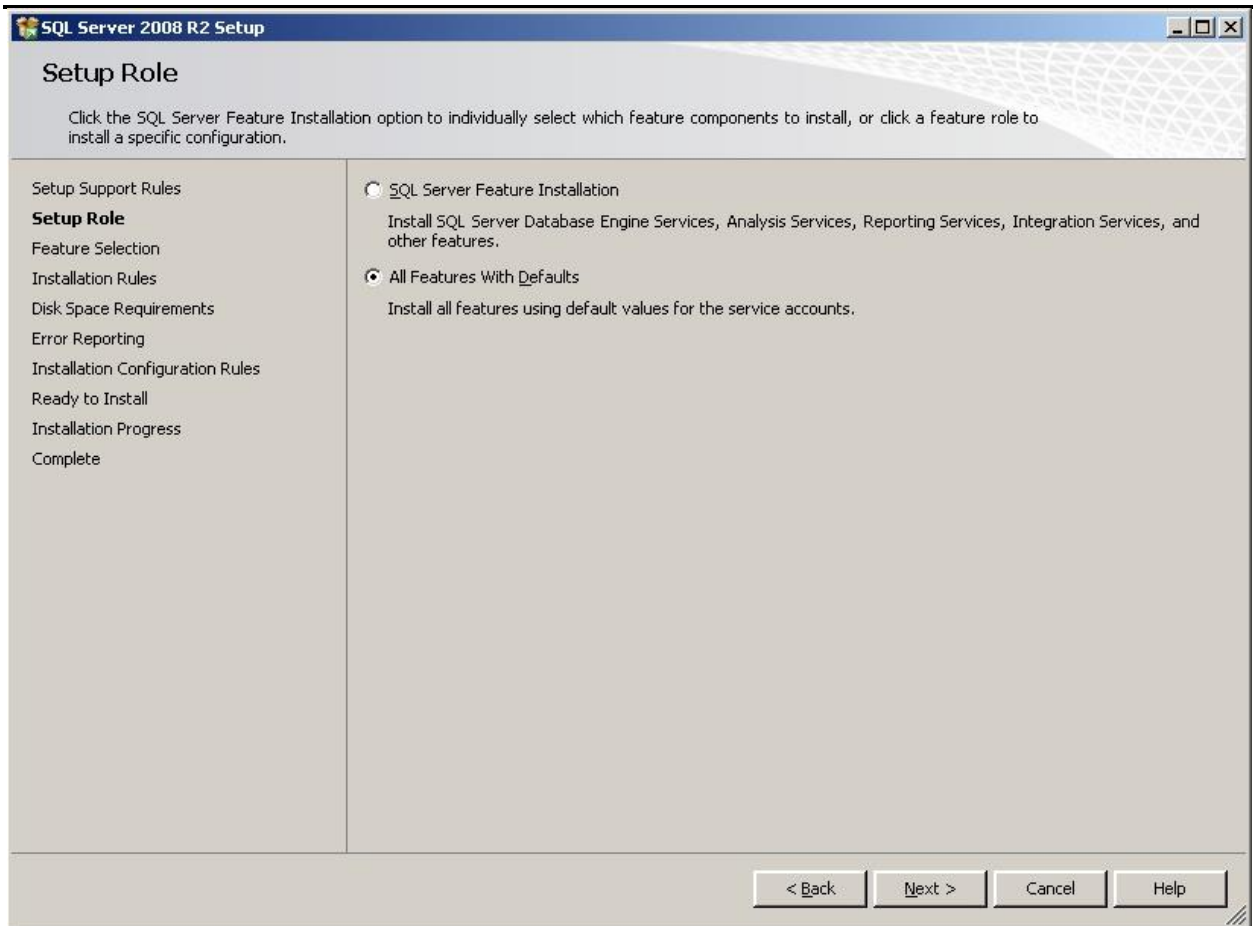 SQL Server 2008 R2 Setup
Setup Role
Click the SQL Server Feature Installation option to individually select which feature components to install, or click a feature role to
install a specific configuration.
Setup Support Rules
Setup Role
Feature Selection
Installation Rules
Disk Space Requirements
Error Reporting
Installation Configuration Rules
Ready to Install
Installation Progress
Complete
SQL Server Feature Installation
Install SQL Server Database Engine Services, Analysis Services, Reporting Services, Integration Services, and
other features.
All Features With Defaults
Install all features using default values for the service accounts.
< Back
Next >
Cancel
Help